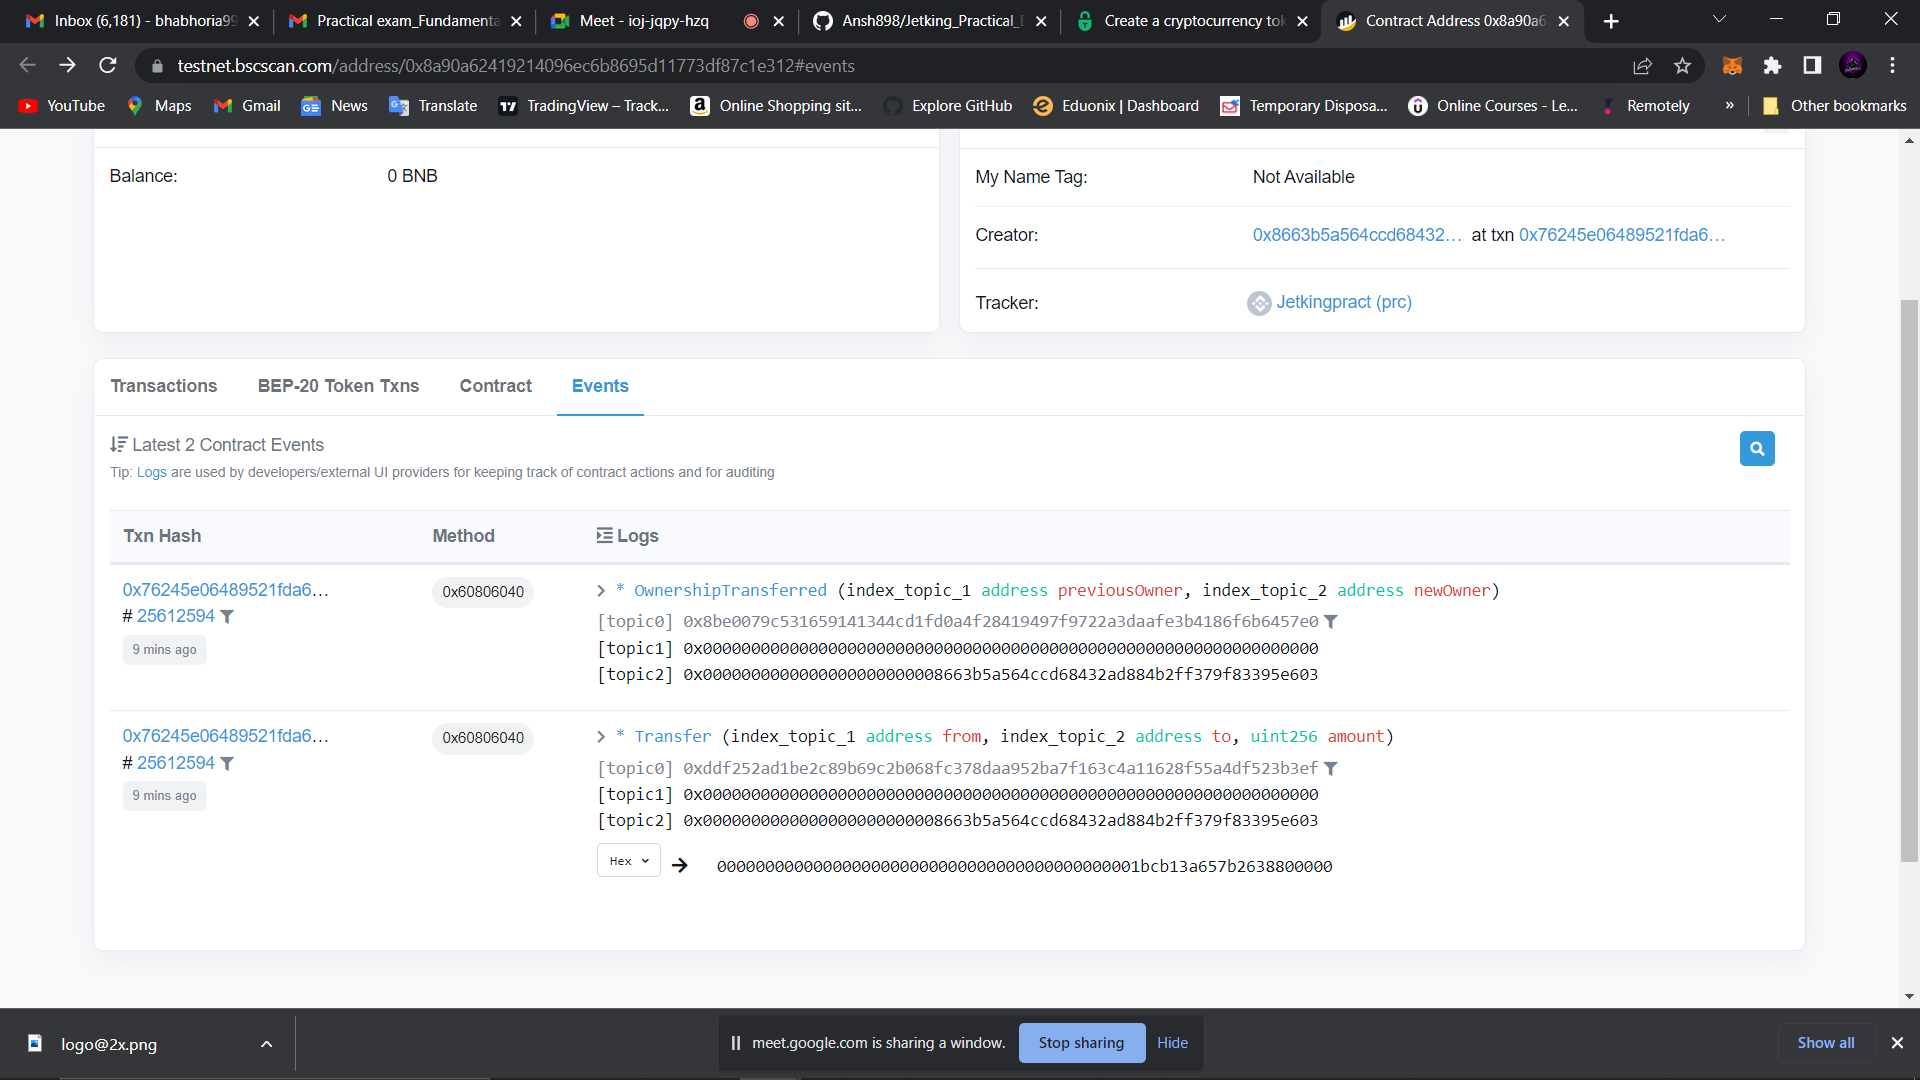 Inbox (6,181) - bhabhoria99
Practical exam_Fundamenta
Meet - ioj-jqpy-hzq
Ansh898/Jetking_Practical_E
Create a cryptocurrency tok
Contract Address 0x8a90a6
testnet.bscscan.com/address/0x8a90a62419214096ec6b8695d11773df87c1e312#events
YouTube
Maps
Gmail
News
Translate
TradingView – Track...
Online Shopping sit...
Explore GitHub
Eduonix | Dashboard
Temporary Disposa...
Online Courses - Le...
Remotely
»
Other bookmarks
Balance:
0 BNB
My Name Tag:
Not Available
Creator:
0x8663b5a564ccd68432... at txn 0x76245e06489521fda6...
Tracker:
Jetkingpract (prc)
Transactions
BEP-20 Token Txns
Contract
Events
Latest 2 Contract Events
Tip: Logs are used by developers/external UI providers for keeping track of contract actions and for auditing
Txn Hash
Method
Logs
0x76245e06489521fda6...
# 25612594
9 mins ago
0x60806040
> * OwnershipTransferred (index_topic_1 address previousOwner, index_topic_2 address newOwner)
[topic0] 0x8be0079c531659141344cd1fd0a4f28419497f9722a3daafe3b4186f6b6457e0
[topic1] 0x0000000000000000000000000000000000000000000000000000000000000000
[topic2] 0x0000000000000000000000008663b5a564ccd68432ad884b2ff379f83395e603
0x76245e06489521fda6...
# 25612594
9 mins ago
0x60806040
> * Transfer (index_topic_1 address from, index_topic_2 address to, uint256 amount)
[topic0] 0xddf252ad1be2c89b69c2b068fc378daa952ba7f163c4a11628f55a4df523b3ef
[topic1] 0x0000000000000000000000000000000000000000000000000000000000000000
[topic2] 0x0000000000000000000000008663b5a564ccd68432ad884b2ff379f83395e603
Hex
0000000000000000000000000000000000000000001bcb13a657b2638800000
logo@2x.png
meet.google.com is sharing a window.
Stop sharing
Hide
Show all